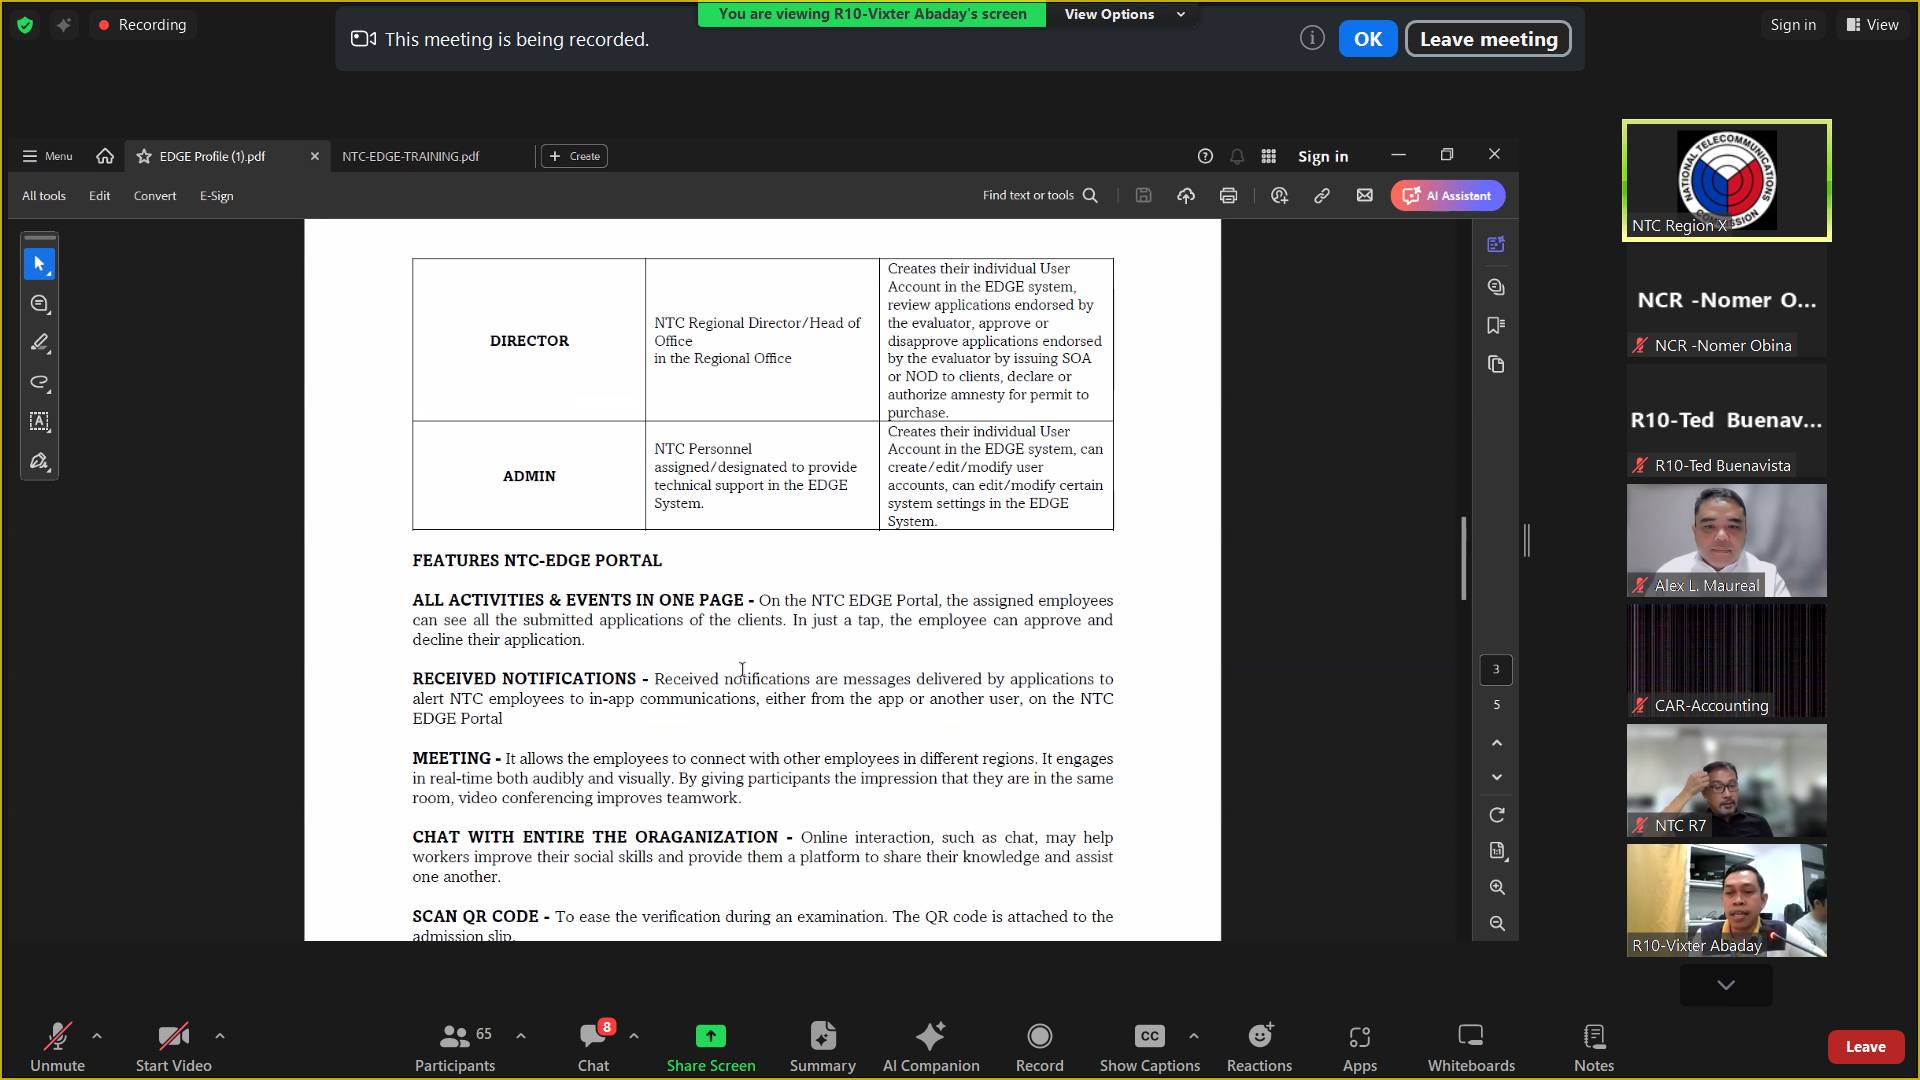 Recording
This meeting is being recorded.
You are viewing R10-Vixter Abaday's screen
View Options
OK
Leave meeting
Sign in
View
Menu
EDGE Profile (1).pdf
NTC-EDGE-TRAINING.pdf
Create
Sign in
All tools
Edit
Convert
E-Sign
Find text or tools
AI Assistant
DIRECTOR
NTC Regional Director/Head of
Office
in the Regional Office
Creates their individual User
Account in the EDGE system,
review applications endorsed by
the evaluator, approve or
disapprove applications endorsed
by the evaluator by issuing SOA
or NOD to clients, declare or
authorize amnesty for permit to
purchase.
ADMIN
NTC Personnel
assigned/designated to provide
technical support in the EDGE
System.
Creates their individual User
Account in the EDGE system, can
create/edit/modify user
accounts, can edit/modify certain
system settings in the EDGE
System.
FEATURES NTC-EDGE PORTAL
ALL ACTIVITIES & EVENTS IN ONE PAGE - On the NTC EDGE Portal, the assigned employees
can see all the submitted applications of the clients. In just a tap, the employee can approve and
decline their application.
RECEIVED NOTIFICATIONS - Received notifications are messages delivered by applications to
alert NTC employees to in-app communications, either from the app or another user, on the NTC
EDGE Portal
MEETING - It allows the employees to connect with other employees in different regions. It engages
in real-time both audibly and visually. By giving participants the impression that they are in the same
room, video conferencing improves teamwork.
CHAT WITH ENTIRE THE ORAGANIZATION - Online interaction, such as chat, may help
workers improve their social skills and provide them a platform to share their knowledge and assist
one another.
SCAN QR CODE - To ease the verification during an examination. The QR code is attached to the
admission slip.
3
5
NATIONAL TELECOMMUNICATIONS COMMISSION
NTC Region X
NCR -Nomer O...
NCR -Nomer Obina
R10-Ted Buenav...
R10-Ted Buenavista
Alex L. Maureal
CAR-Accounting
NTC R7
R10-Vixter Abaday
Unmute
Start Video
65
Participants
8
Chat
Share Screen
Summary
AI Companion
Record
CC
Show Captions
Reactions
Apps
Whiteboards
Notes
Leave